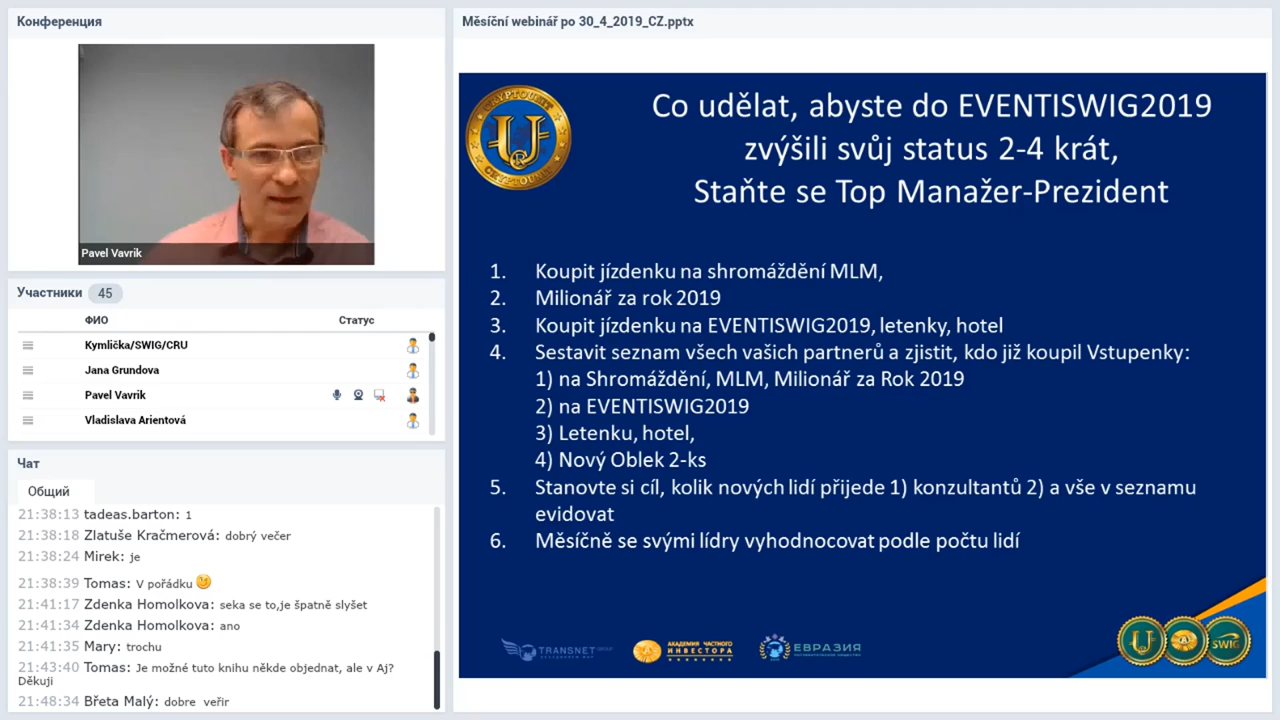 Конференция
Pavel Vavrik
Участники 45
ФИО Статус
Kymlička/SWIG/CRU
Jana Grundova
Pavel Vavrik
Vladislava Arientová
Чат
Общий
21:38:13 tadeas.barton: 1
21:38:18 Zlatuše Kračmerová: dobrý večer
21:38:24 Mirek: je
21:38:39 Tomas: V pořádku
21:41:17 Zdenka Homolkova: seka se to,je špatně slyšet
21:41:34 Zdenka Homolkova: ano
21:41:35 Mary: trochu
21:43:40 Tomas: Je možné tuto knihu někde objednat, ale v Aj?
Děkuji
21:48:34 Břeta Malý: dobre veřir
Měsíční webinář po 30_4_2019_CZ.pptx
CRYPTOUNIT
CRYPTOUNIT
Co udělat, abyste do EVENTISWIG2019
zvýšili svůj status 2-4 krát,
Staňte se Top Manažer-Prezident
1. Koupit jízdenku na shromáždění MLM,
2. Milionář za rok 2019
3. Koupit jízdenku na EVENTISWIG2019, letenky, hotel
4. Sestavit seznam všech vašich partnerů a zjistit, kdo již koupil Vstupenky:
1) na Shromáždění, MLM, Milionář za Rok 2019
2) na EVENTISWIG2019
3) Letenku, hotel,
4) Nový Oblek 2-ks
5. Stanovte si cíl, kolik nových lidí přijede 1) konzultantů 2) a vše v seznamu
evidovat
6. Měsíčně se svými lídry vyhodnocovat podle počtu lidí
TRANSNET GROUP
АКАДЕМИЯ ЧАСТНОГО
ИНВЕСТОРА
ЕВРАЗИЯ
SWIG